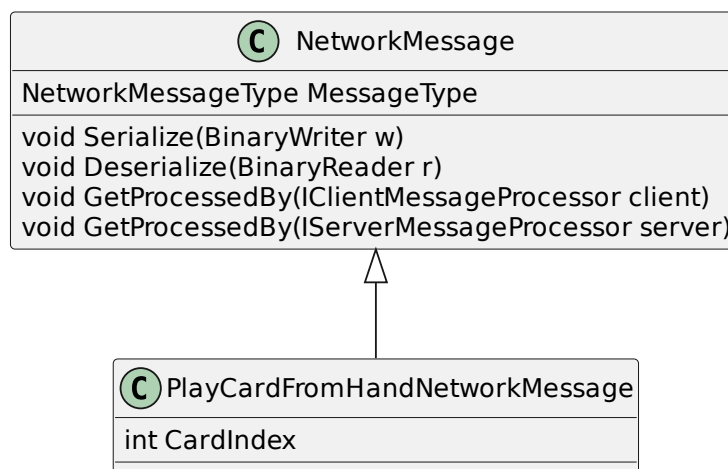 C NetworkMessage
NetworkMessageType MessageType
void Serialize(BinaryWriter w)
void Deserialize(BinaryReader r)
void GetProcessedBy(IClientMessageProcessor client)
void GetProcessedBy(IServerMessageProcessor server)
C PlayCardFromHandNetworkMessage
int CardIndex